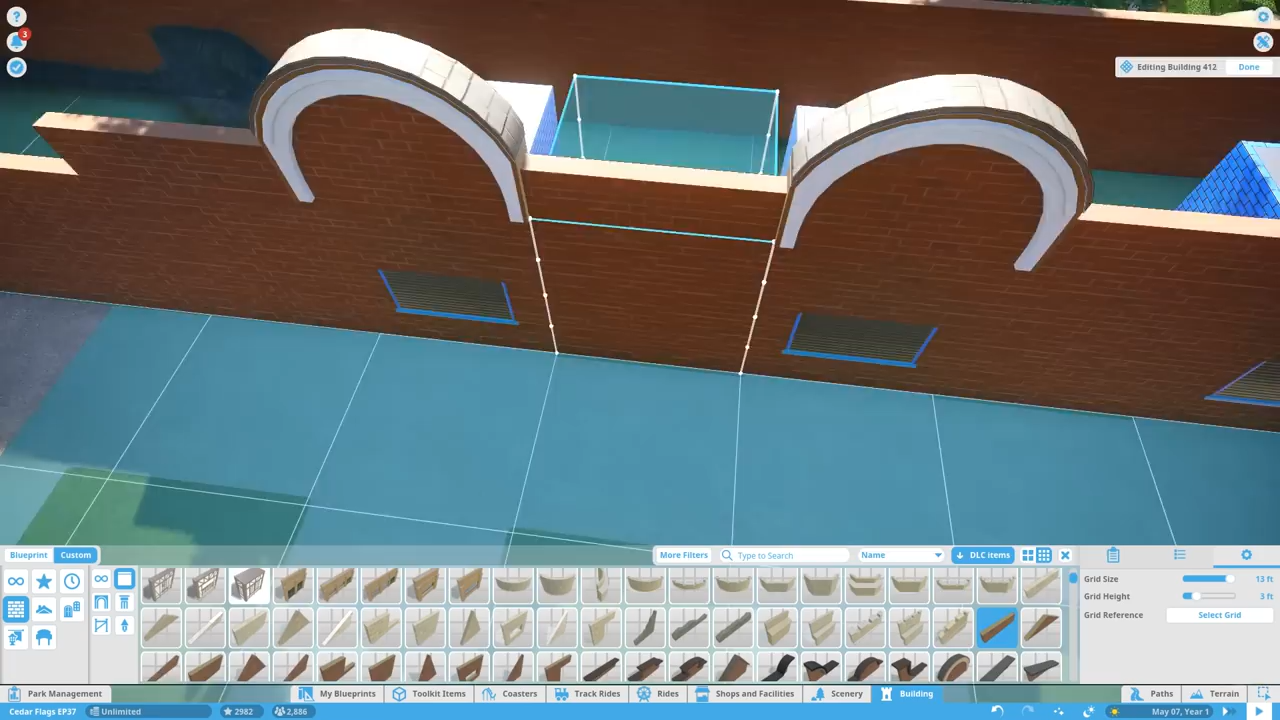 ?
3
Editing Building 412
Done
Blueprint
Custom
More Filters
Type to Search
Name
DLC items
Grid Size
13 ft
Grid Height
3 ft
Grid Reference
Select Grid
Park Management
My Blueprints
Toolkit Items
Coasters
Track Rides
Rides
Shops and Facilities
Scenery
Building
Paths
Terrain
Cedar Flags EP37
Unlimited
2982
2,886
May 07, Year 1